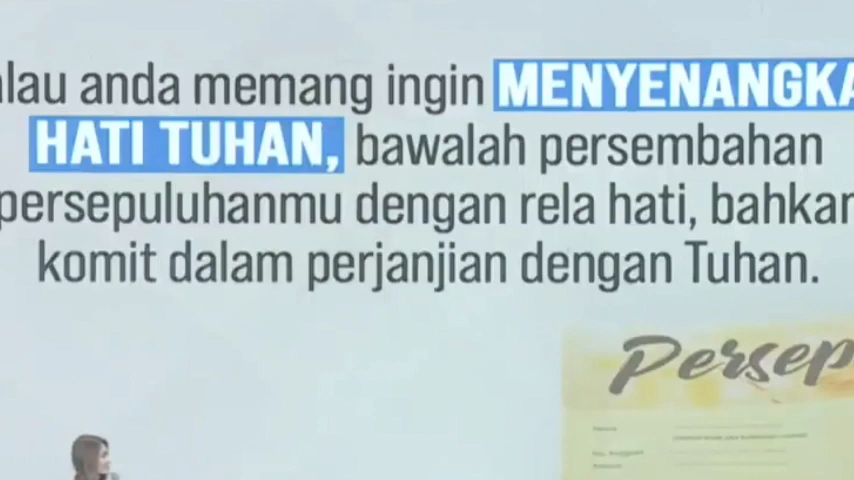 alau anda memang ingin MENYENANGKA
HATI TUHAN, bawalah persembahan
persepuluhanmu dengan rela hati, bahkan
komit dalam perjanjian dengan Tuhan.
Persep